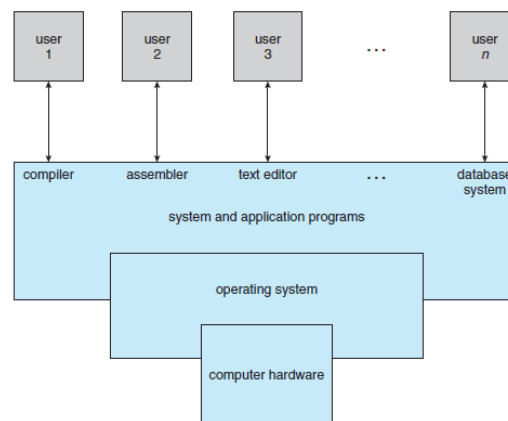 user
1
user
2
user
3
...
user
n
compiler
assembler
text editor
...
database
system
system and application programs
operating system
computer hardware